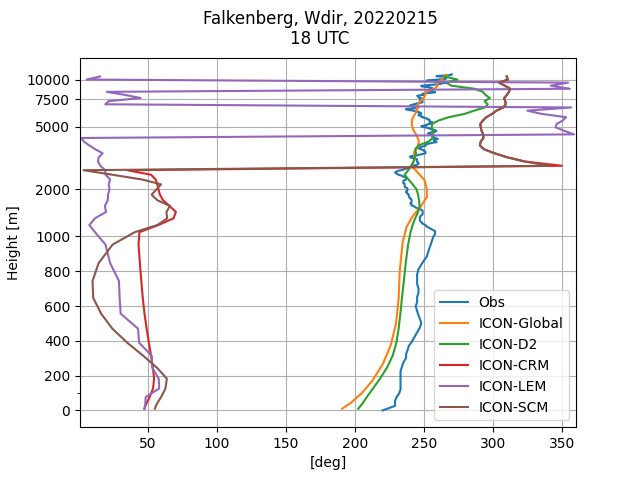 Falkenberg, Wdir, 20220215
18 UTC
Height [m]
10000
7500
5000
2000
1000
800
600
400
200
0
50
100
150
200
250
300
350
[deg]
Obs
ICON-Global
ICON-D2
ICON-CRM
ICON-LEM
ICON-SCM